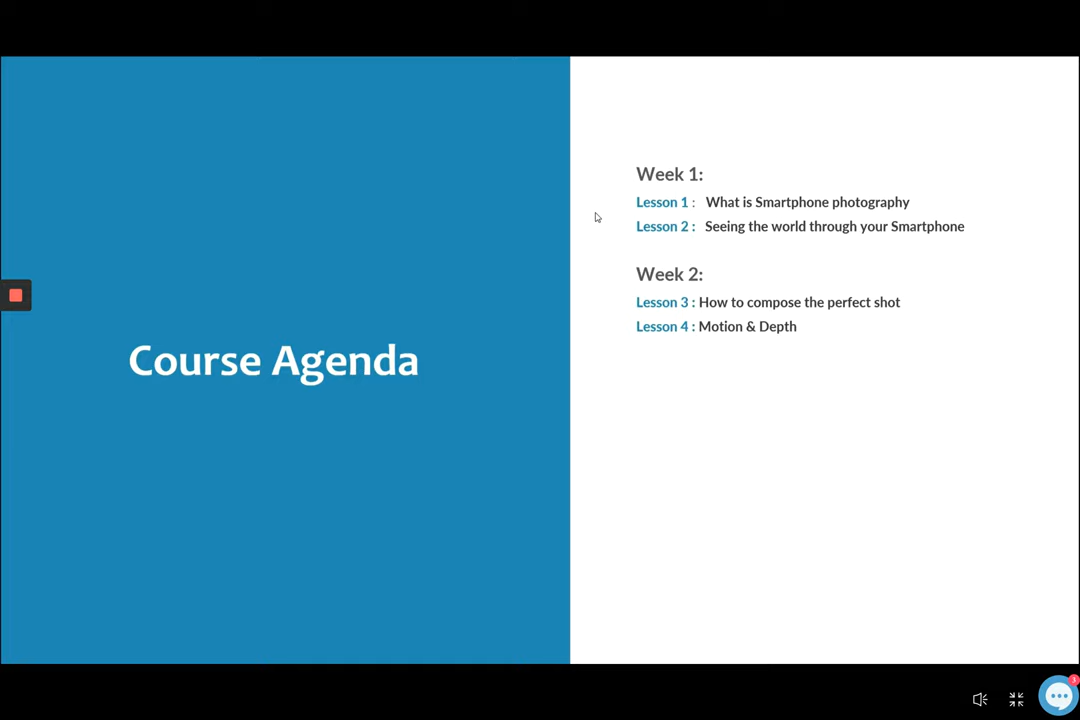 Course Agenda
Week 1:
Lesson 1 : What is Smartphone photography
Lesson 2 : Seeing the world through your Smartphone
Week 2:
Lesson 3 : How to compose the perfect shot
Lesson 4 : Motion & Depth
3